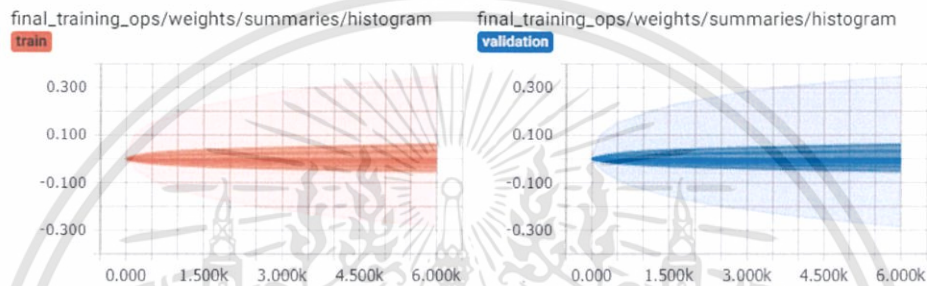 final_training_ops/weights/summaries/histogram
train
0.300
0.100
-0.100
-0.300
0.000 1.500k 3.000k 4.500k 6.000k
final_training_ops/weights/summaries/histogram
validation
0.300
0.100
-0.100
-0.300
0.000 1.500k 3.000k 4.500k 6.000k